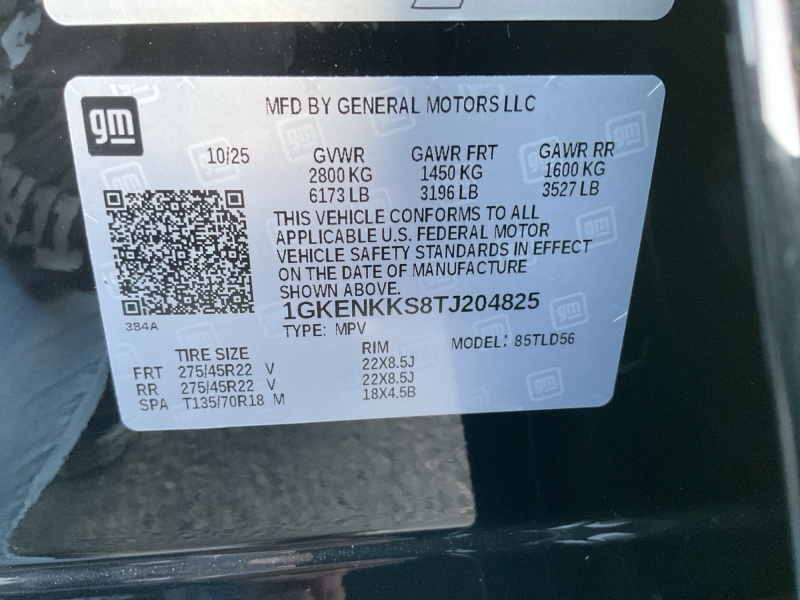 gm
MFD BY GENERAL MOTORS LLC
10/25 GVWR GAWR FRT GAWR RR
2800 KG 1450 KG 1600 KG
6173 LB 3196 LB 3527 LB
THIS VEHICLE CONFORMS TO ALL
APPLICABLE U.S. FEDERAL MOTOR
VEHICLE SAFETY STANDARDS IN EFFECT
ON THE DATE OF MANUFACTURE
SHOWN ABOVE.
1GKENKKS8TJ204825
384A
TYPE: MPV MODEL: 85TLD56
TIRE SIZE RIM
FRT 275/45R22 V 22X8.5J
RR 275/45R22 V 22X8.5J
SPA T135/70R18 M 18X4.5B